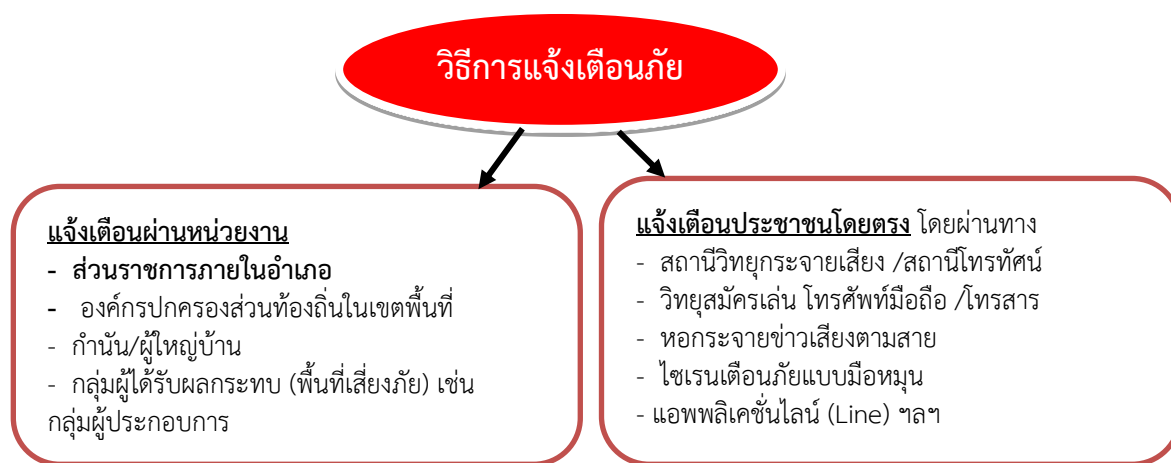 วิธีการแจ้งเตือนภัย
แจ้งเตือนผ่านหน่วยงาน
- ส่วนราชการภายในอำเภอ
- องค์กรปกครองส่วนท้องถิ่นในเขตพื้นที่
- กำนัน/ผู้ใหญ่บ้าน
- กลุ่มผู้ได้รับผลกระทบ (พื้นที่เสี่ยงภัย) เช่น
กลุ่มผู้ประกอบการ
แจ้งเตือนประชาชนโดยตรง โดยผ่านทาง
- สถานีวิทยุกระจายเสียง /สถานีโทรทัศน์
- วิทยุสมัครเล่น โทรศัพท์มือถือ /โทรสาร
- หอกระจายข่าวเสียงตามสาย
- ไซเรนเตือนภัยแบบมือหมุน
- แอพพลิเคชั่นไลน์ (Line) ฯลฯ